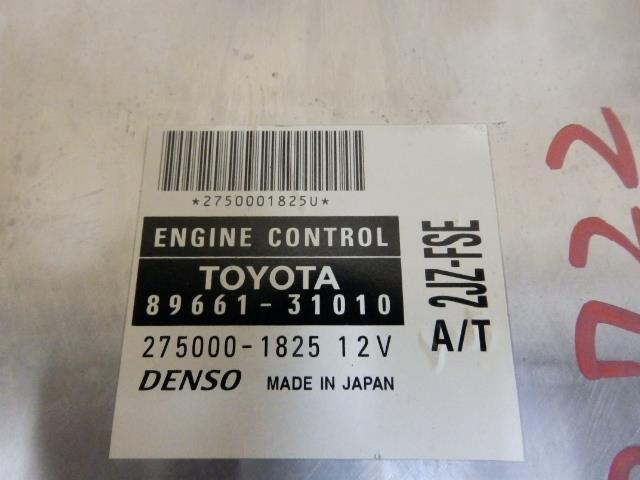 *2750001825U*
ENGINE CONTROL
TOYOTA
89661-31010
275000-1825 12V
DENSO MADE IN JAPAN
2JZ-FSE
A/T